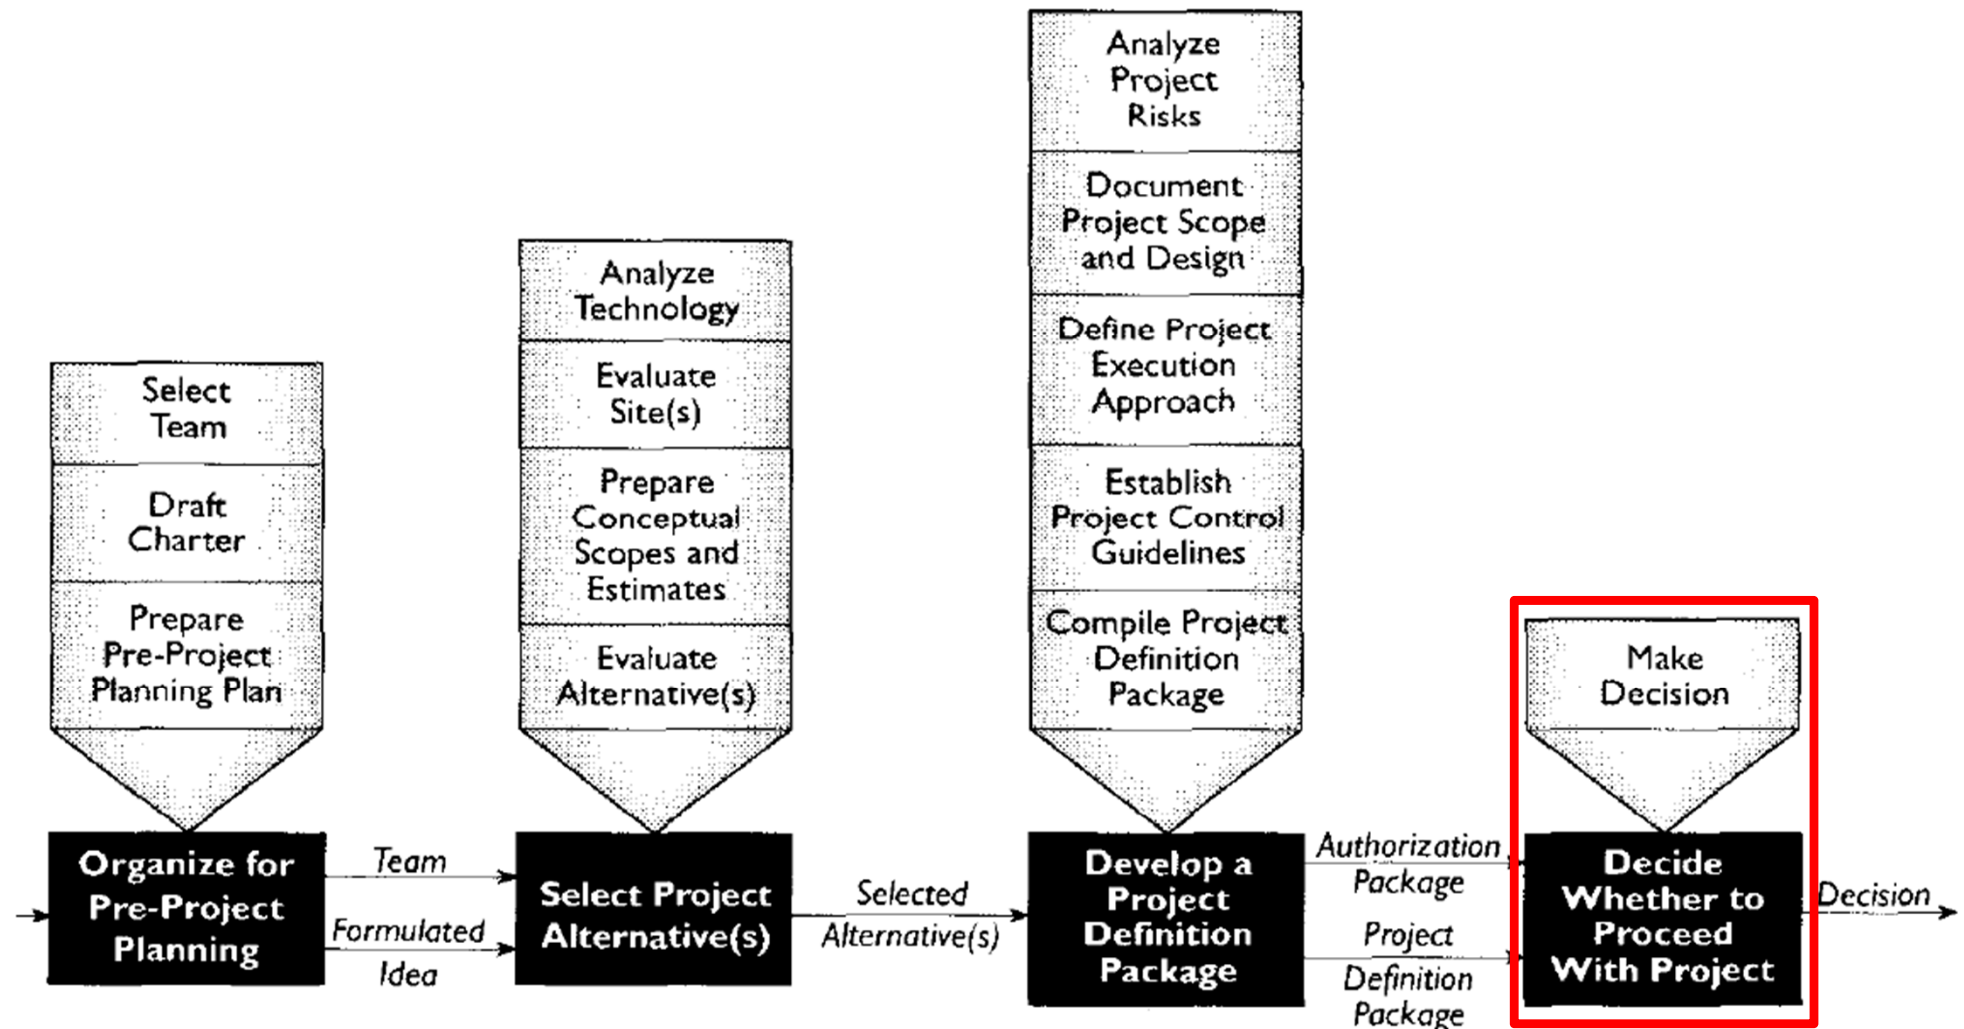 Select
Team
Draft
Charter
Prepare
Pre-Project
Planning Plan
Organize for
Pre-Project
Planning
Team
Formulated
Idea
Analyze
Technology
Evaluate
Site(s)
Prepare
Conceptual
Scopes and
Estimates
Evaluate
Alternative(s)
Select Project
Alternative(s)
Selected
Alternative(s)
Analyze
Project
Risks
Document
Project Scope
and Design
Define Project
Execution
Approach
Establish
Project Control
Guidelines
Compile Project
Definition
Package
Develop a
Project
Definition
Package
Authorization
Package
Project
Definition
Package
Make
Decision
Decide
Whether to
Proceed
With Project
Decision